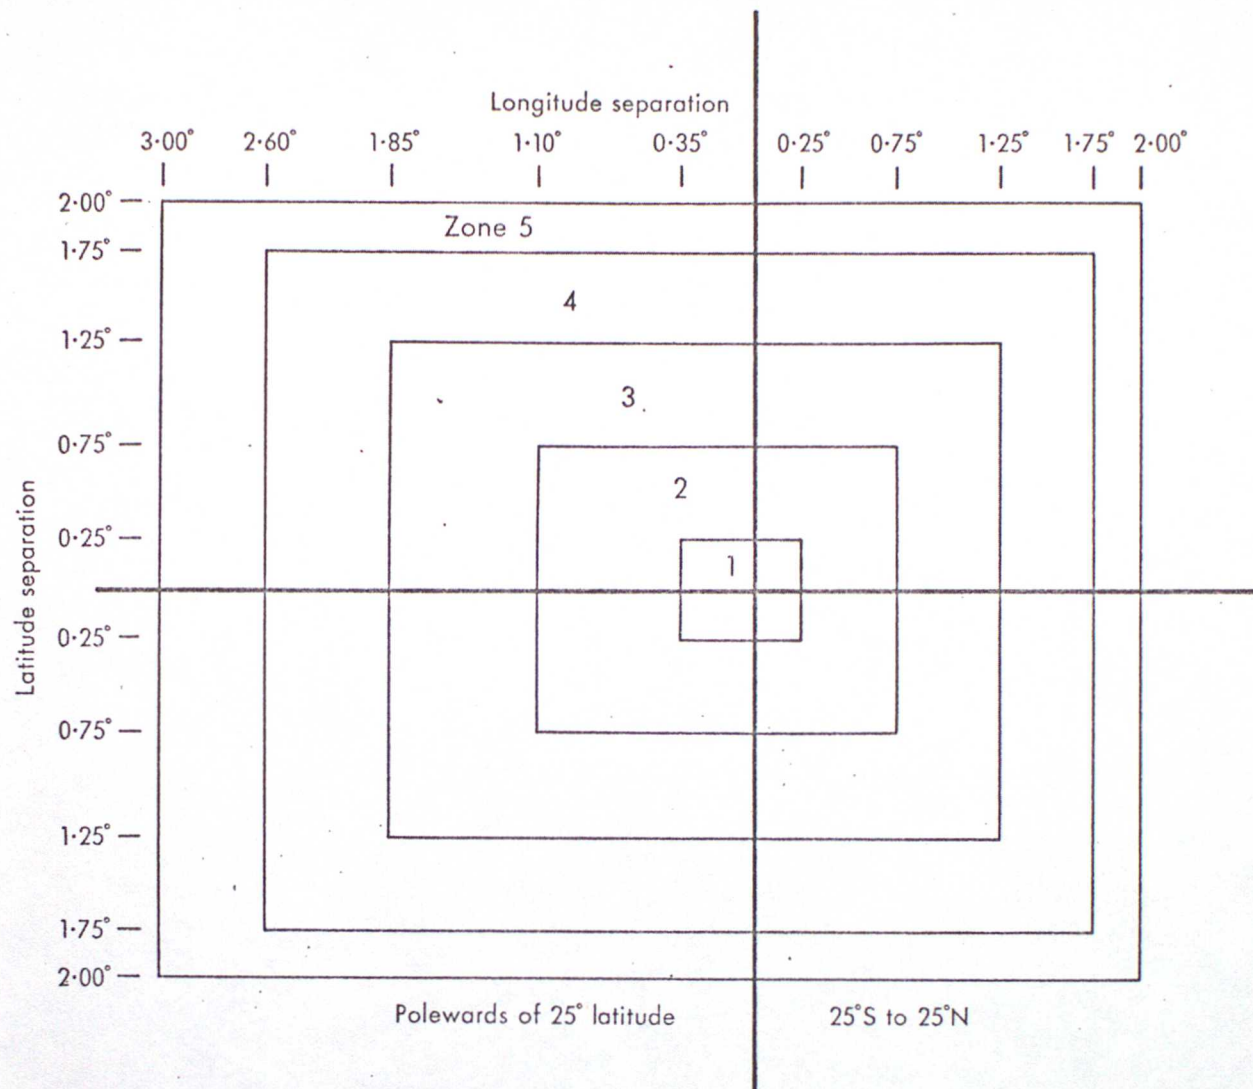 Longitude separation
3·00° 2·60° 1·85° 1·10° 0·35° 0·25° 0·75° 1·25° 1·75° 2·00°
2·00°
Zone 5
1·75°
4
1·25°
3
0·75°
2
0·25°
1
Latitude separation
0·25°
0·75°
1·25°
1·75°
2·00°
Polewards of 25° latitude 25°S to 25°N